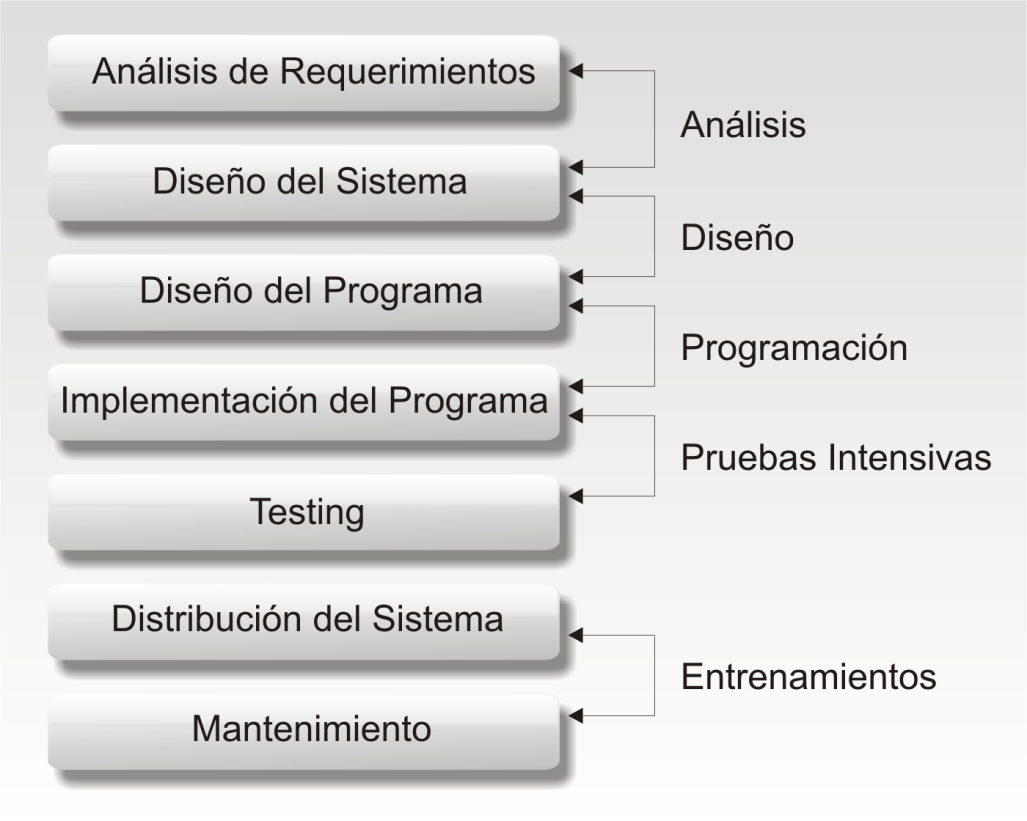 Análisis de Requerimientos
Análisis
Diseño del Sistema
Diseño
Diseño del Programa
Programación
Implementación del Programa
Pruebas Intensivas
Testing
Distribución del Sistema
Entrenamientos
Mantenimiento